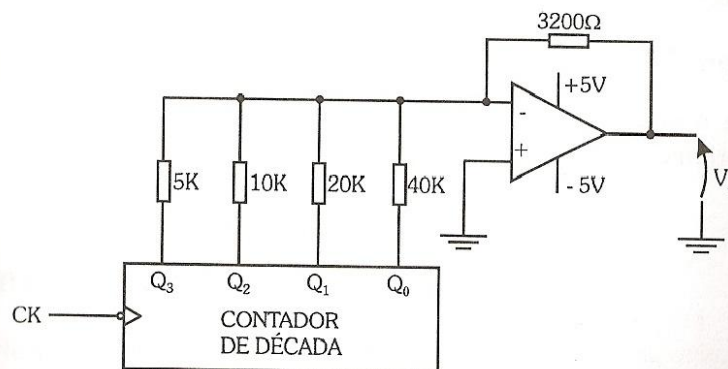 3200Ω
+5V
-
+
- 5V
V
5K
10K
20K
40K
Q₃
Q₂
Q₁
Q₀
CK
CONTADOR
DE DÉCADA